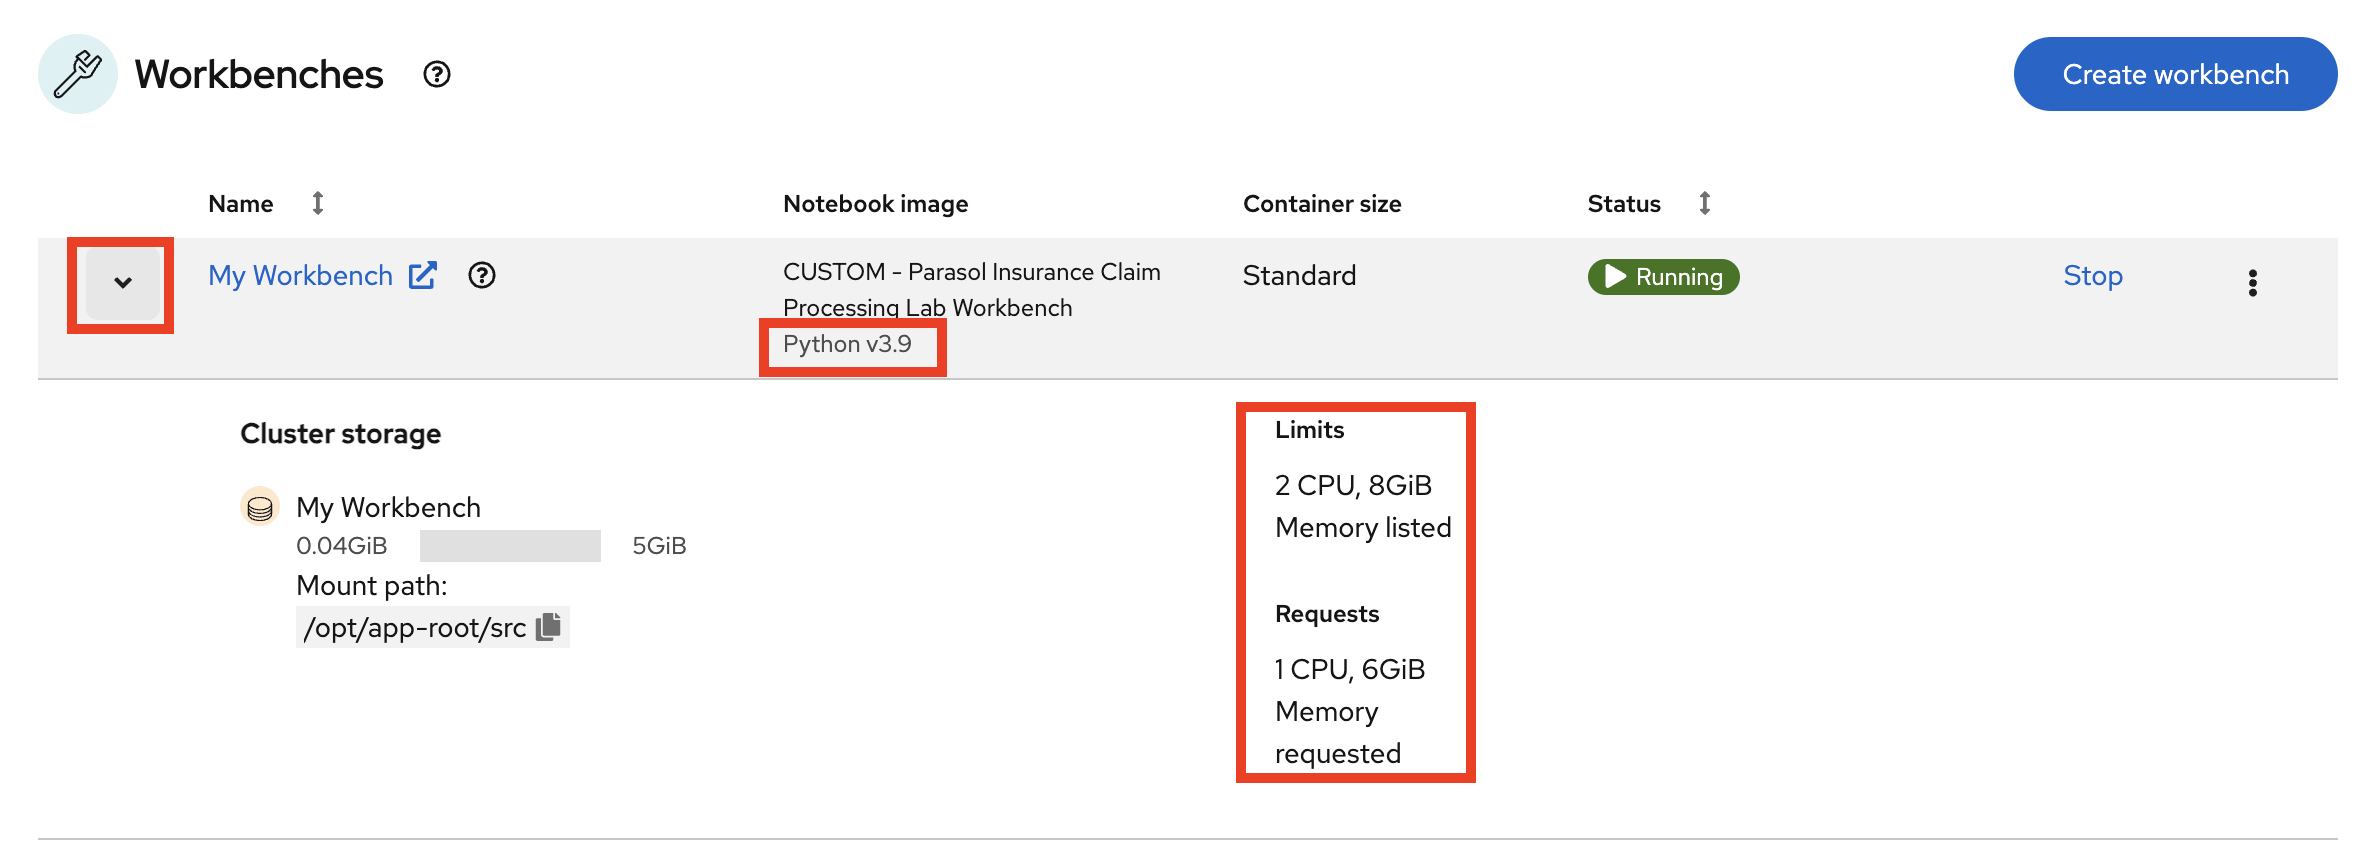 Workbenches
Create workbench
Name
Notebook image
Container size
Status
My Workbench
CUSTOM - Parasol Insurance Claim
Processing Lab Workbench
Python v3.9
Standard
Running
Stop
Cluster storage
My Workbench
0.04GiB 5GiB
Mount path:
/opt/app-root/src
Limits
2 CPU, 8GiB
Memory listed
Requests
1 CPU, 6GiB
Memory
requested